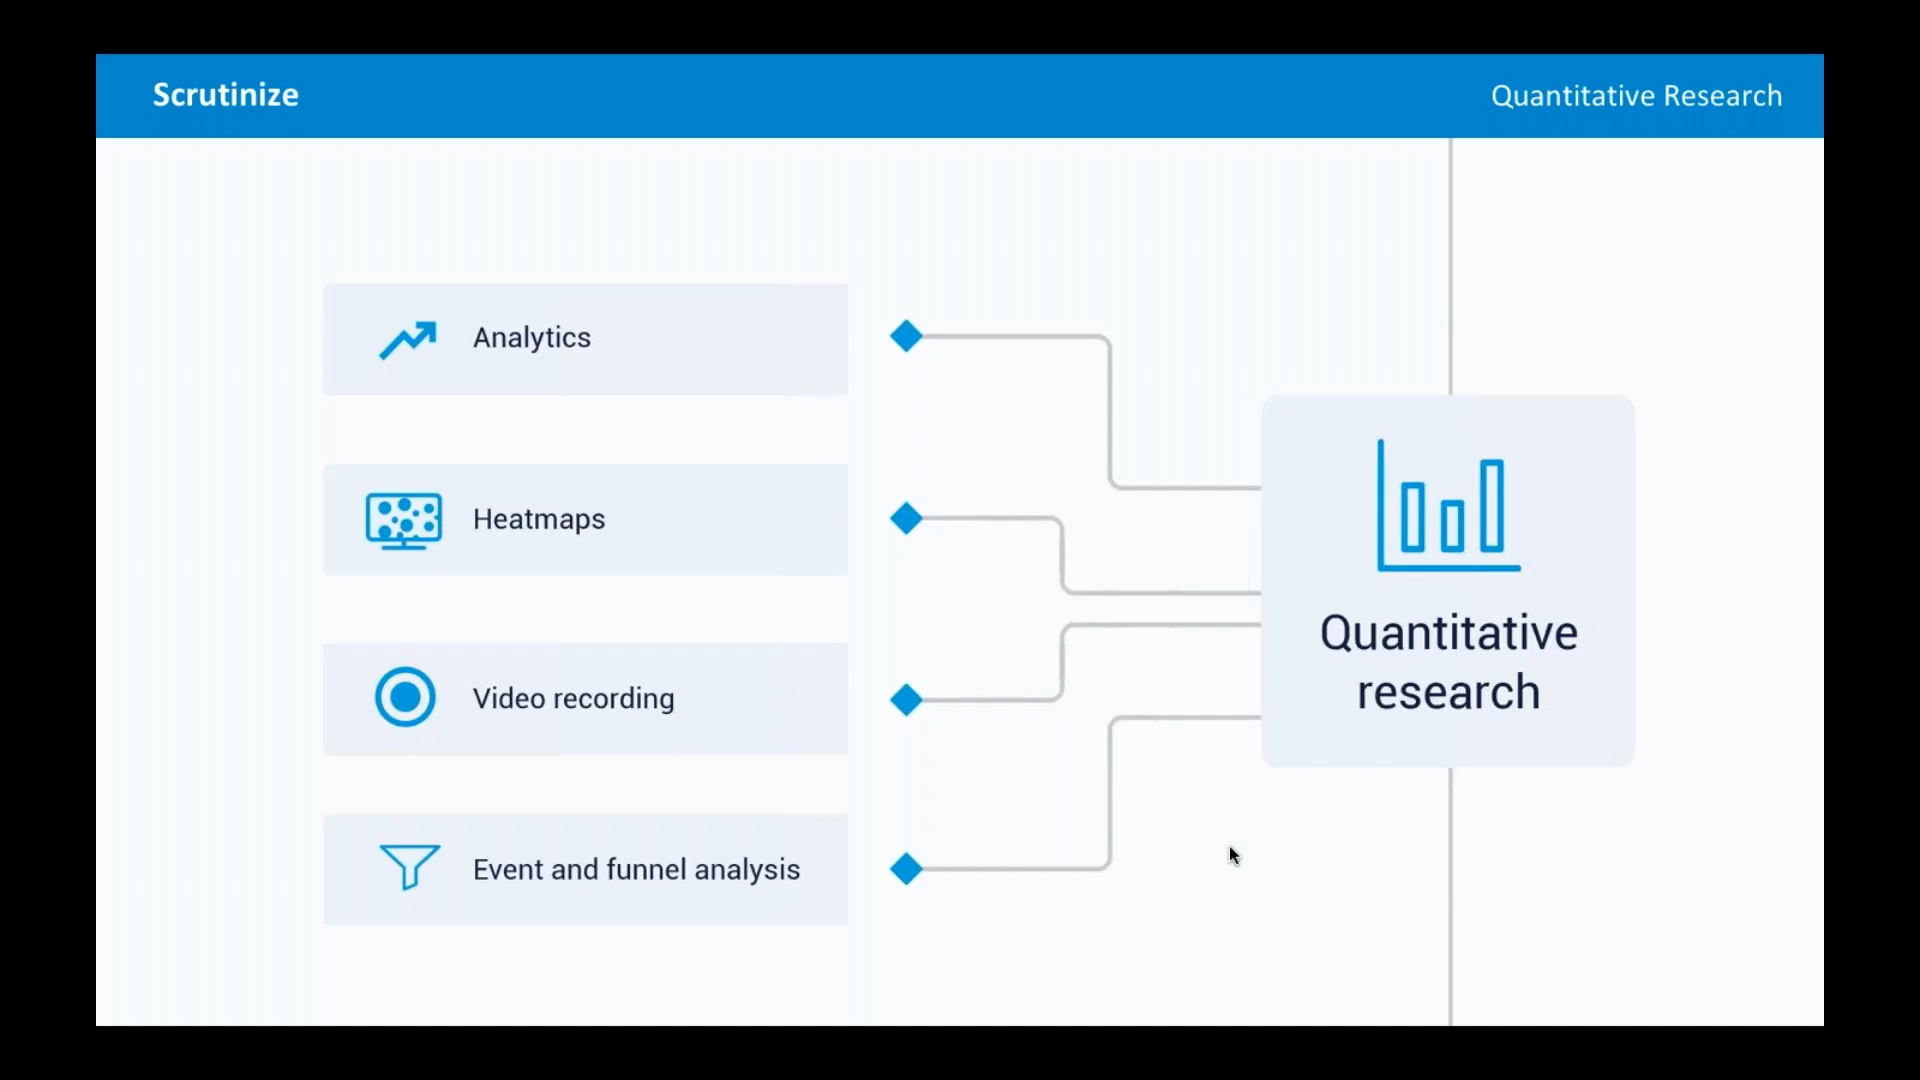 Scrutinize
Quantitative Research
Analytics
Heatmaps
Video recording
Event and funnel analysis
Quantitative
research